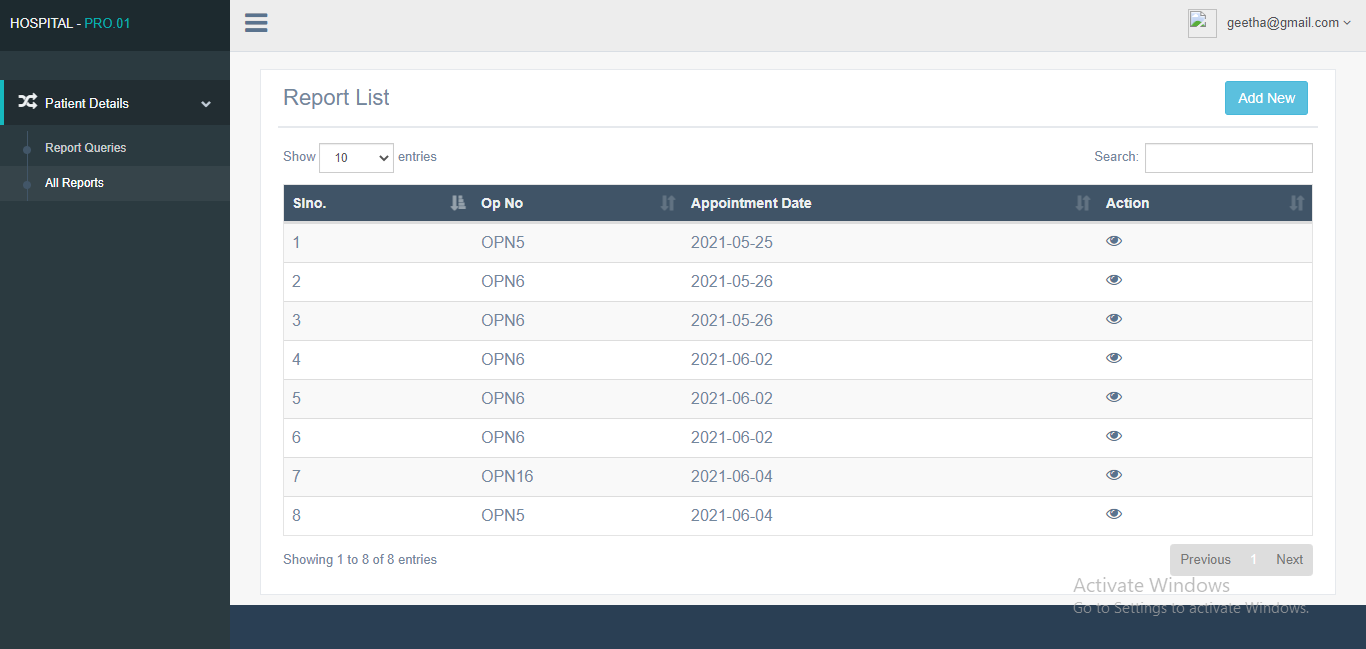 HOSPITAL - PRO.01
geetha@gmail.com
Patient Details
Report Queries
All Reports
Report List
Add New
Show 10 entries
Search:
Slno. Op No Appointment Date Action
1 OPN5 2021-05-25
2 OPN6 2021-05-26
3 OPN6 2021-05-26
4 OPN6 2021-06-02
5 OPN6 2021-06-02
6 OPN6 2021-06-02
7 OPN16 2021-06-04
8 OPN5 2021-06-04
Showing 1 to 8 of 8 entries
Previous 1 Next
Activate Windows
Go to Settings to activate Windows.